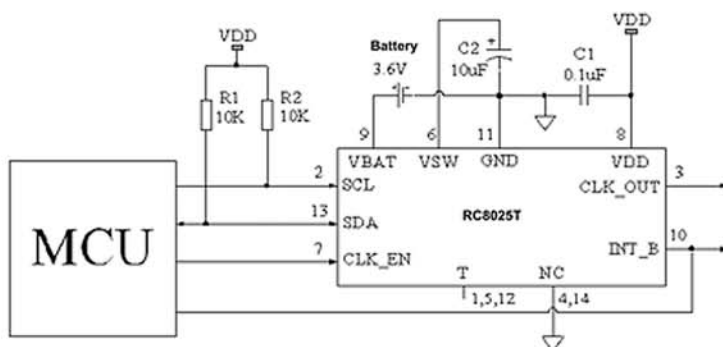 VDD
VDD
Battery
3.6V
C2
10uF
C1
0.1uF
R1
10K
R2
10K
9
6
11
8
VBAT
VSW
GND
VDD
2
SCL
CLK_OUT
3
RC8025T
13
SDA
MCU
7
CLK_EN
INT_B
10
T
NC
1,5,12
4,14